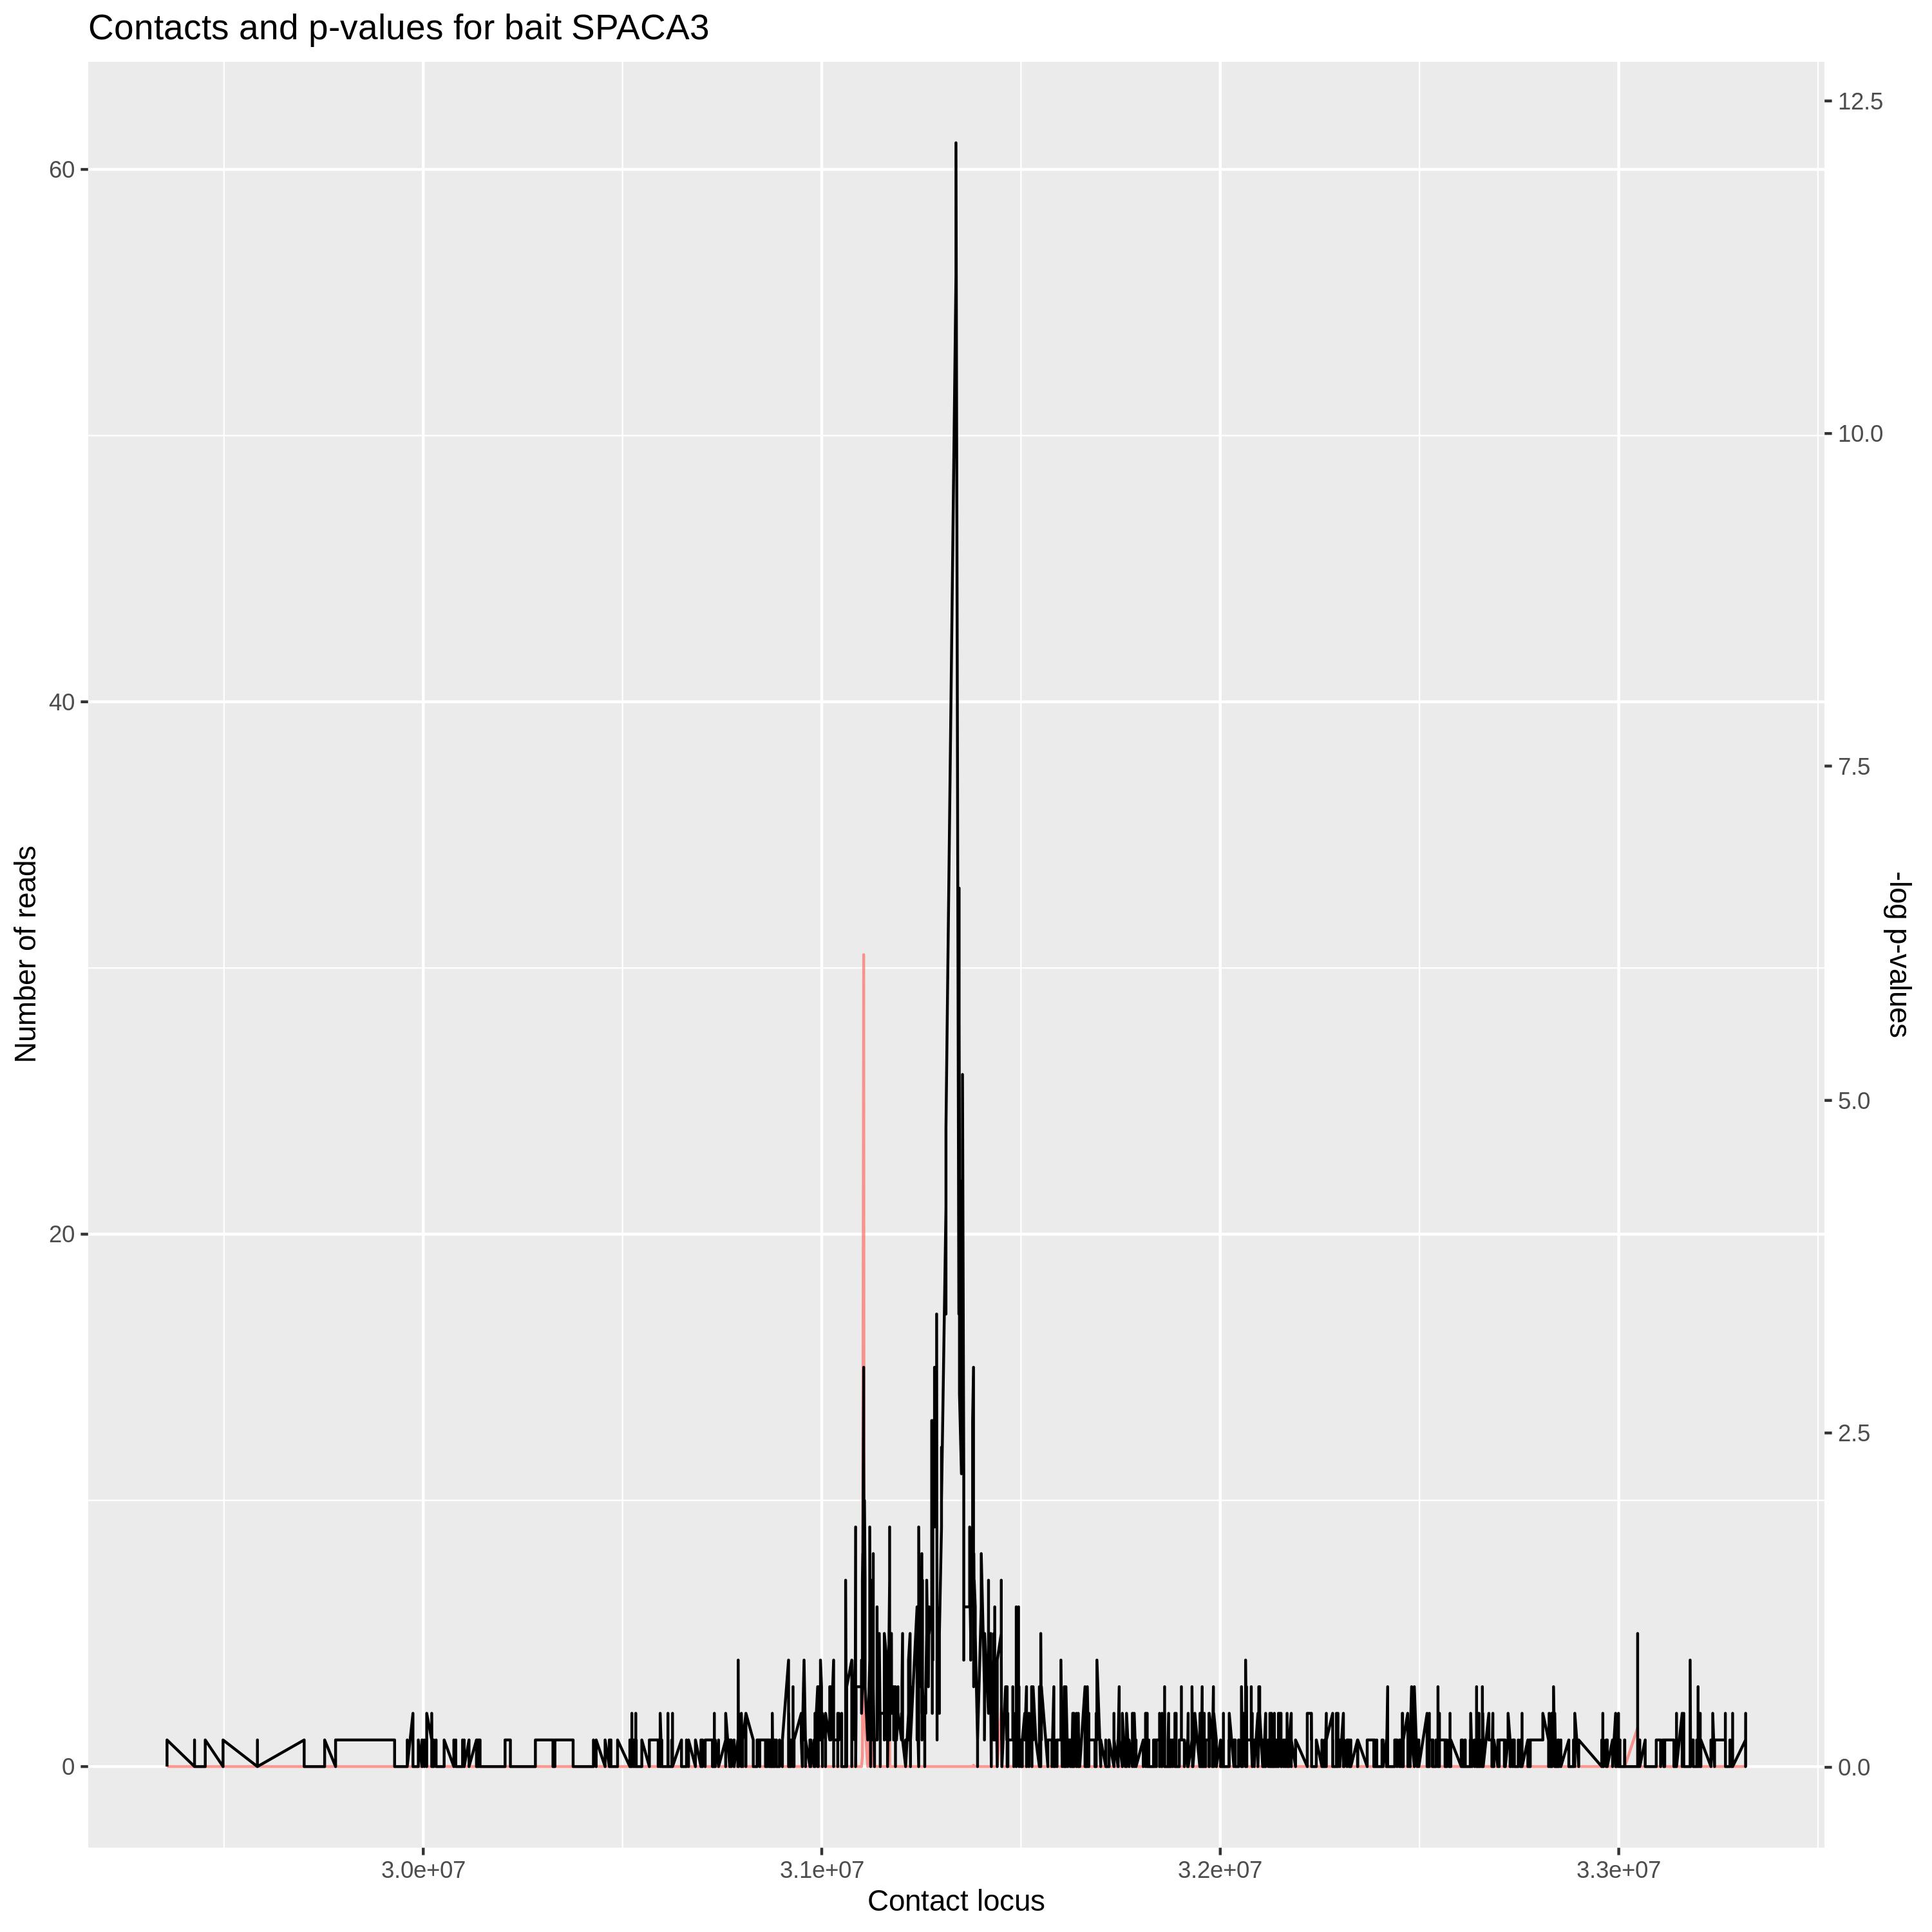 Contacts and p-values for bait SPACA3
60
40
20
0
12.5
10.0
7.5
5.0
2.5
0.0
Number of reads
-log p-values
3.0e+07
3.1e+07
3.2e+07
3.3e+07
Contact locus